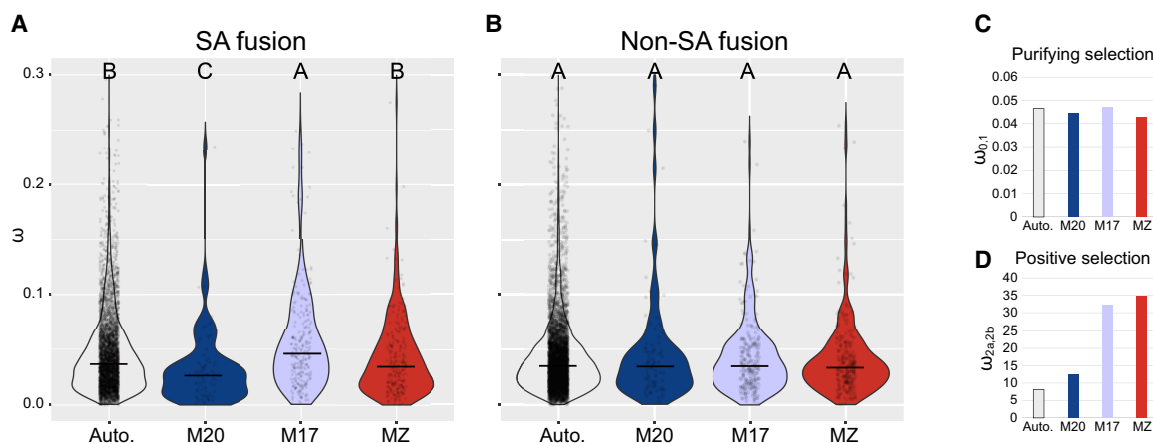 A
SA fusion
ω
0.3
0.2
0.1
0.0
B
C
A
B
Auto.
M20
M17
MZ
B
Non-SA fusion
A
A
A
A
Auto.
M20
M17
MZ
C
Purifying selection
ω0,1
0.06
0.05
0.04
0.03
0.02
0.01
0
Auto.
M20
M17
MZ
D
Positive selection
ω2a,2b
40
35
30
25
20
15
10
5
0
Auto.
M20
M17
MZ